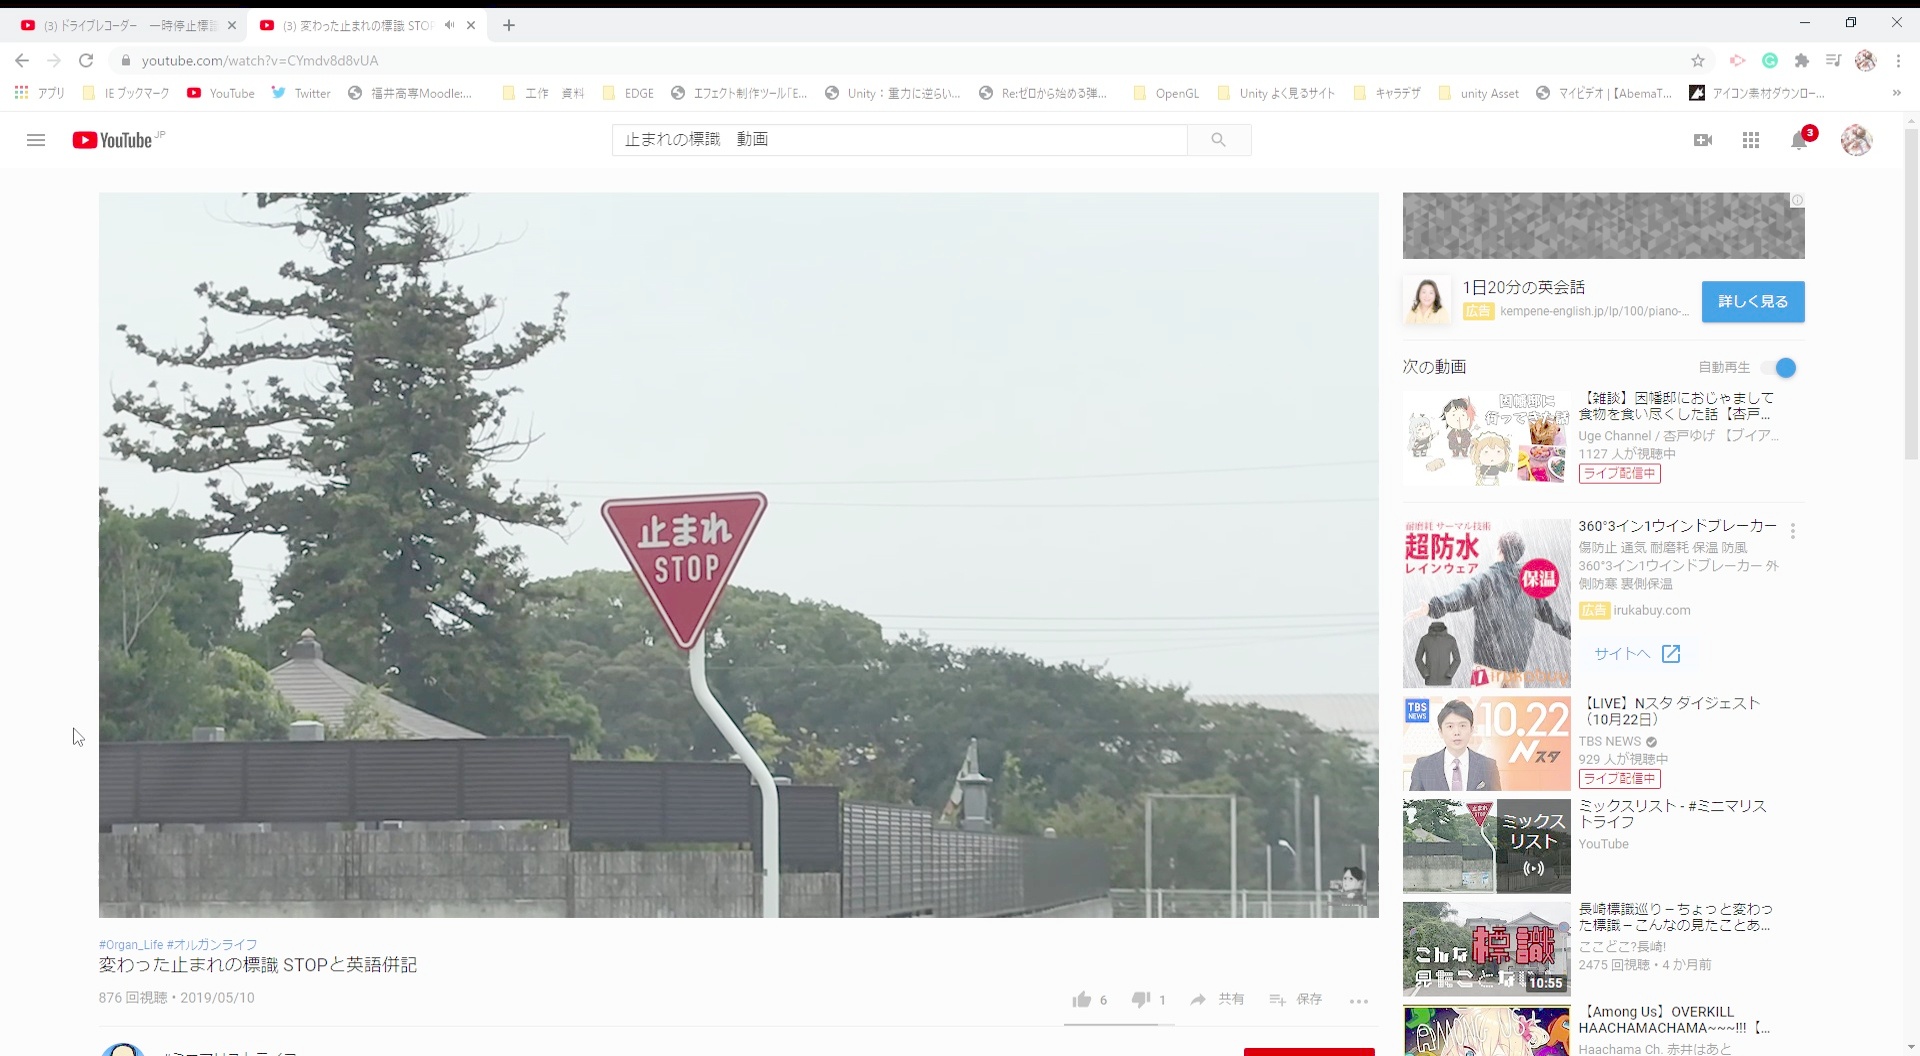 (3) ドライブレコーダー 一時停止標識
(3) 変わった止まれの標識 STOP
youtube.com/watch?v=CYmdv8d8vUA
アプリ
IE ブックマーク
YouTube
Twitter
福井高専Moodle:...
工作 資料
EDGE
エフェクト制作ツール「E...
Unity：重力に逆らい...
Re:ゼロから始める弾...
OpenGL
Unity よく見るサイト
キャラデザ
unity Asset
マイビデオ | 【AbemaT...
アイコン素材ダウンロー...
»
YouTube JP
止まれの標識 動画
3
止まれ
STOP
#Organ_Life #オルガンライフ
変わった止まれの標識 STOPと英語併記
876 回視聴・2019/05/10
6
1
共有
保存
1日20分の英会話
広告 kempene-english.jp/lp/100/piano-...
詳しく見る
次の動画
自動再生
因幡邸に
行ってきた話
【雑談】因幡邸におじゃまして
食物を食い尽くした話【杏戸...
Uge Channel / 杏戸ゆげ 【ブイア...
1127 人が視聴中
ライブ配信中
耐磨耗 サーマル技術
超防水
レインウェア
保温
irukabuy
360°3イン1ウインドブレーカー
傷防止 通気 耐磨耗 保温 防風
360°3イン1ウインドブレーカー 外
側防寒 裏側保温
広告 irukabuy.com
サイトへ
TBS
NEWS
10.22
Nスタ
【LIVE】Nスタ ダイジェスト
（10月22日）
TBS NEWS
929 人が視聴中
ライブ配信中
止まれ
STOP
ミックス
リスト
ミックスリスト - #ミニマリス
トライフ
YouTube
こんな標識
見たことない
10:55
長崎標識巡り－ちょっと変わっ
た標識－こんなの見たことあ...
ここどこ?長崎!
2475 回視聴・4 か月前
AMONG US
【Among Us】OVERKILL
HAACHAMACHAMA~~~!!!【...
Haachama Ch. 赤井はあと